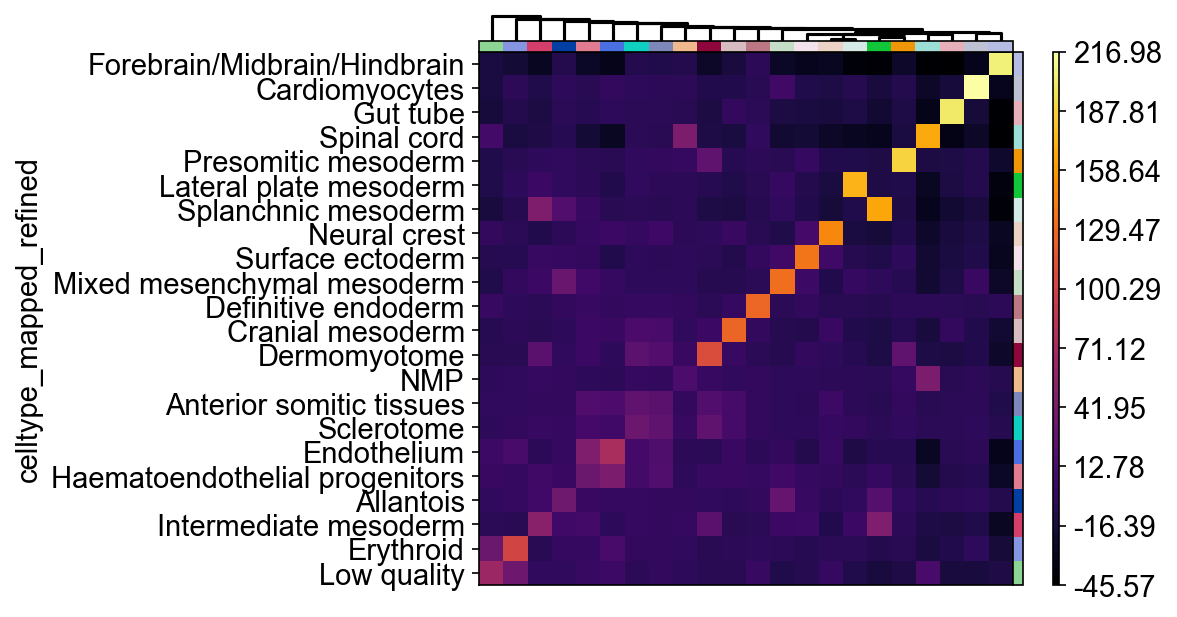 celltype_mapped_refined
Forebrain/Midbrain/Hindbrain
Cardiomyocytes
Gut tube
Spinal cord
Presomitic mesoderm
Lateral plate mesoderm
Splanchnic mesoderm
Neural crest
Surface ectoderm
Mixed mesenchymal mesoderm
Definitive endoderm
Cranial mesoderm
Dermomyotome
NMP
Anterior somitic tissues
Sclerotome
Endothelium
Haematoendothelial progenitors
Allantois
Intermediate mesoderm
Erythroid
Low quality
216.98
187.81
158.64
129.47
100.29
71.12
41.95
12.78
-16.39
-45.57